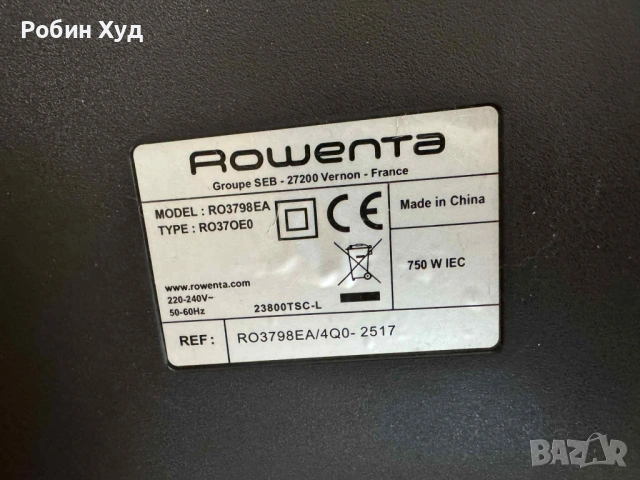 Робин Худ
ROWENTA
Groupe SEB - 27200 Vernon - France
MODEL : RO3798EA
TYPE : RO37OE0
CE
Made in China
750 W IEC
www.rowenta.com
220-240V~
50-60Hz
23800TSC-L
REF : RO3798EA/4Q0- 2517
BAZAR